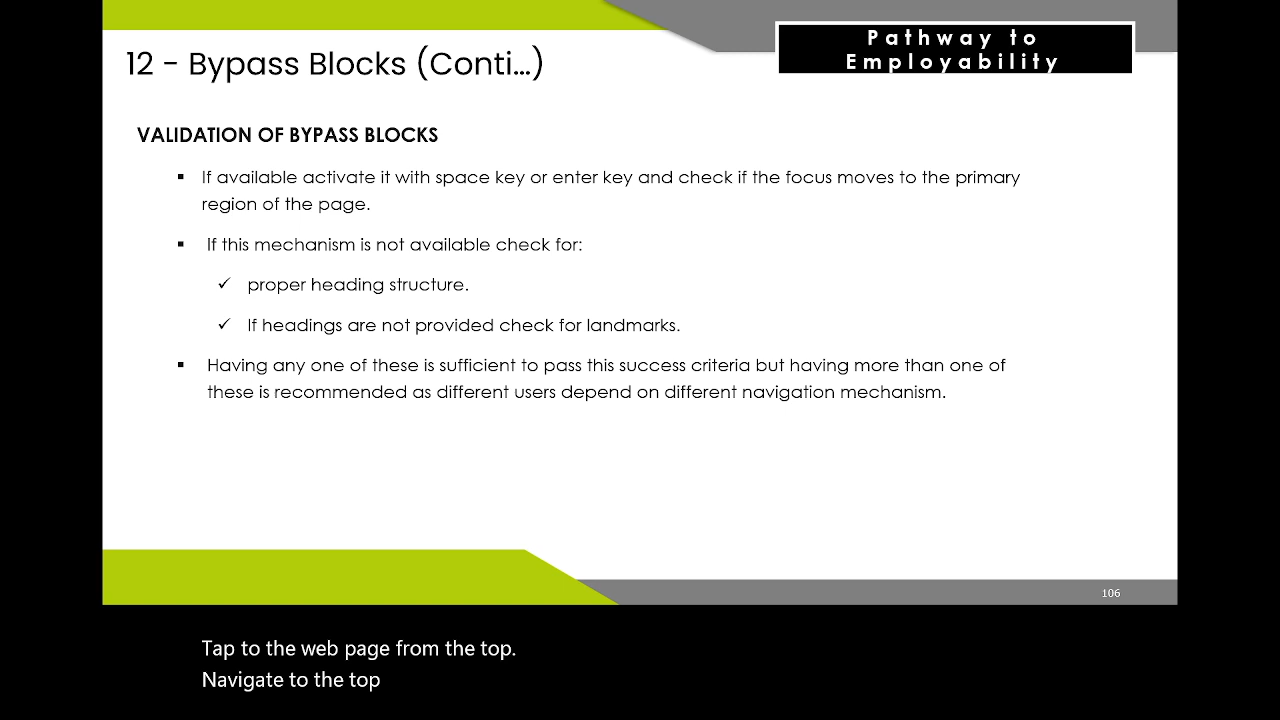 12 - Bypass Blocks (Conti...)
Pathway to
Employability
VALIDATION OF BYPASS BLOCKS
▪ If available activate it with space key or enter key and check if the focus moves to the primary
region of the page.
▪ If this mechanism is not available check for:
✓ proper heading structure.
✓ If headings are not provided check for landmarks.
▪ Having any one of these is sufficient to pass this success criteria but having more than one of
these is recommended as different users depend on different navigation mechanism.
106
Tap to the web page from the top.
Navigate to the top